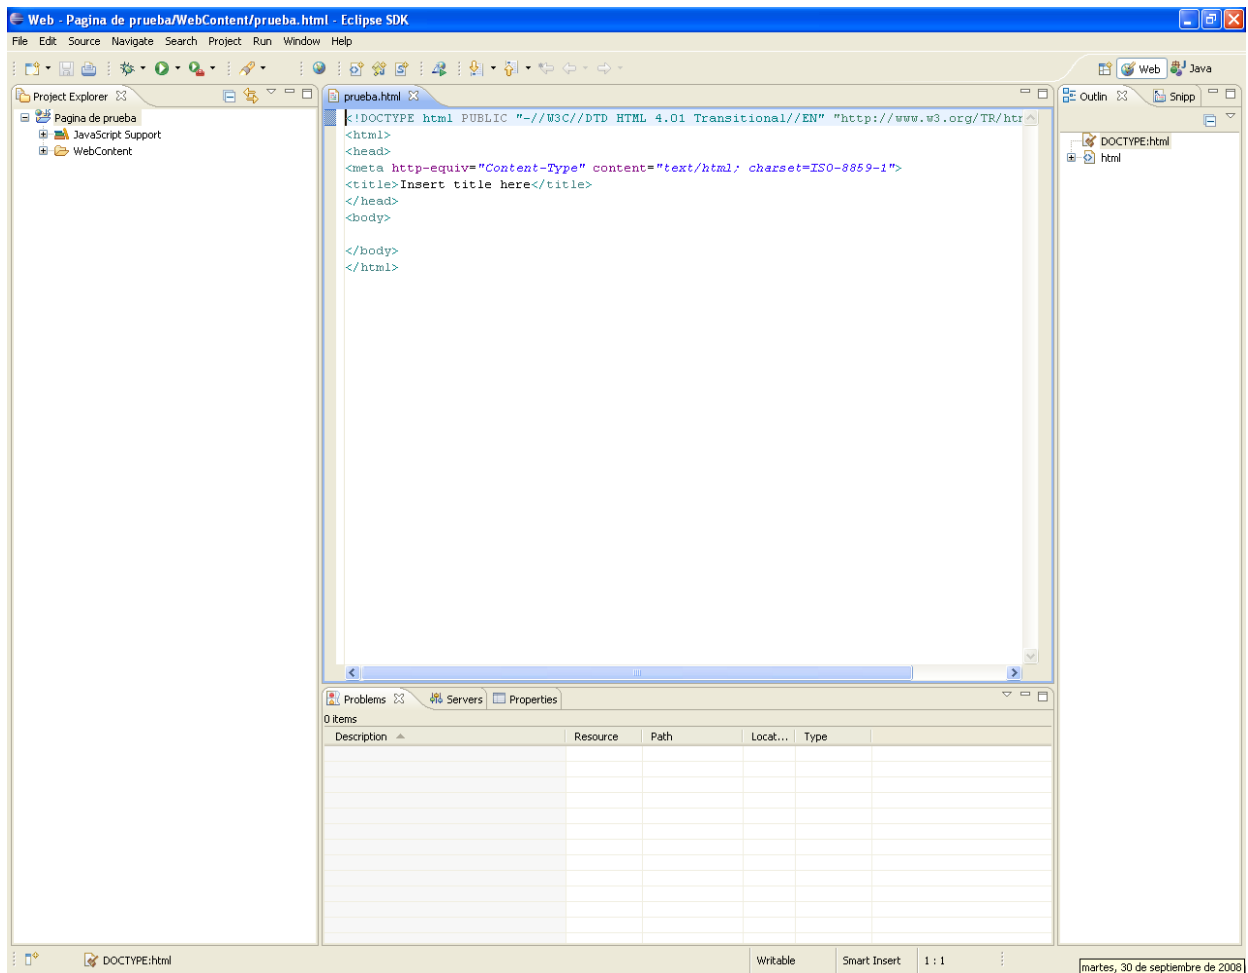 Web - Pagina de prueba/WebContent/prueba.html - Eclipse SDK
File Edit Source Navigate Search Project Run Window Help
Web Java
Project Explorer
Pagina de prueba
JavaScript Support
WebContent
prueba.html
<!DOCTYPE html PUBLIC "-//W3C//DTD HTML 4.01 Transitional//EN" "http://www.w3.org/TR/htm
<html>
<head>
<meta http-equiv="Content-Type" content="text/html; charset=ISO-8859-1">
<title>Insert title here</title>
</head>
<body>
</body>
</html>
Outlin Snipp
DOCTYPE:html
html
Problems Servers Properties
0 items
Description Resource Path Locat... Type
DOCTYPE:html Writable Smart Insert 1 : 1
martes, 30 de septiembre de 2008